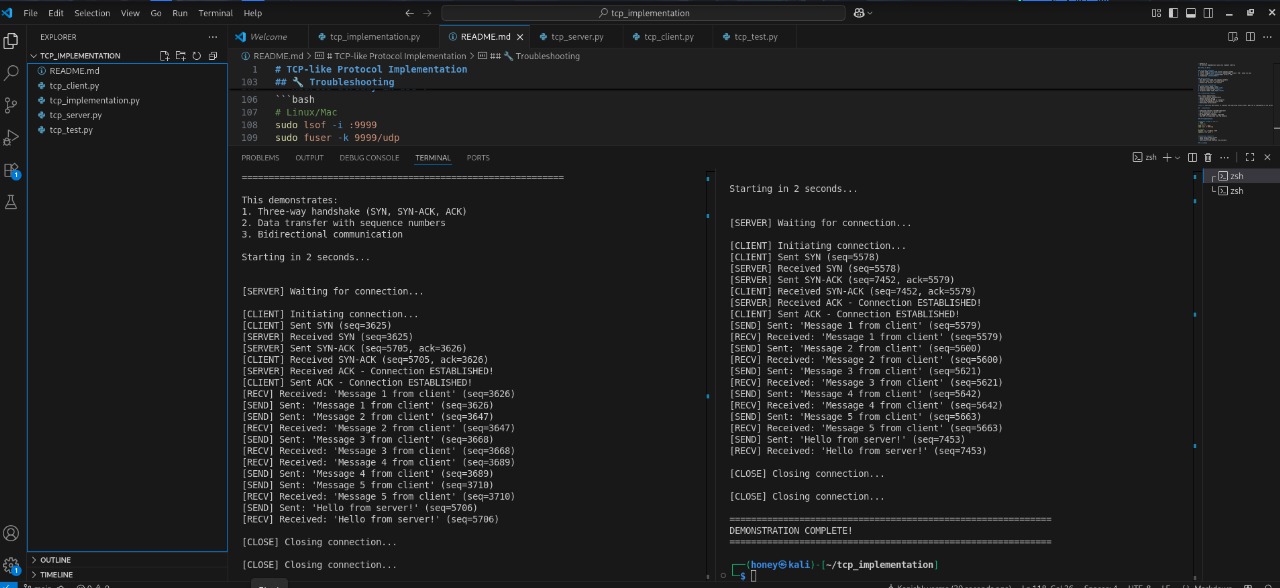 File Edit Selection View Go Run Terminal Help
tcp_implementation
EXPLORER
Welcome
tcp_implementation.py
README.md
tcp_server.py
tcp_client.py
tcp_test.py
TCP_IMPLEMENTATION
README.md
tcp_client.py
tcp_implementation.py
tcp_server.py
tcp_test.py
README.md > # TCP-like Protocol Implementation > ## 🔧 Troubleshooting
1 # TCP-like Protocol Implementation
103 ## 🔧 Troubleshooting
106 ```bash
107 # Linux/Mac
108 sudo lsof -i :9999
109 sudo fuser -k 9999/udp
PROBLEMS OUTPUT DEBUG CONSOLE TERMINAL PORTS
zsh
zsh
zsh
============================================================
This demonstrates:
1. Three-way handshake (SYN, SYN-ACK, ACK)
2. Data transfer with sequence numbers
3. Bidirectional communication
Starting in 2 seconds...
[SERVER] Waiting for connection...
[CLIENT] Initiating connection...
[CLIENT] Sent SYN (seq=3625)
[SERVER] Received SYN (seq=3625)
[SERVER] Sent SYN-ACK (seq=5705, ack=3626)
[CLIENT] Received SYN-ACK (seq=5705, ack=3626)
[SERVER] Received ACK - Connection ESTABLISHED!
[CLIENT] Sent ACK - Connection ESTABLISHED!
[RECV] Received: 'Message 1 from client' (seq=3626)
[SEND] Sent: 'Message 1 from client' (seq=3626)
[SEND] Sent: 'Message 2 from client' (seq=3647)
[RECV] Received: 'Message 2 from client' (seq=3647)
[SEND] Sent: 'Message 3 from client' (seq=3668)
[RECV] Received: 'Message 3 from client' (seq=3668)
[RECV] Received: 'Message 4 from client' (seq=3689)
[SEND] Sent: 'Message 4 from client' (seq=3689)
[SEND] Sent: 'Message 5 from client' (seq=3710)
[RECV] Received: 'Message 5 from client' (seq=3710)
[SEND] Sent: 'Hello from server!' (seq=5706)
[RECV] Received: 'Hello from server!' (seq=5706)
[CLOSE] Closing connection...
[CLOSE] Closing connection...
Starting in 2 seconds...
[SERVER] Waiting for connection...
[CLIENT] Initiating connection...
[CLIENT] Sent SYN (seq=5578)
[SERVER] Received SYN (seq=5578)
[SERVER] Sent SYN-ACK (seq=7452, ack=5579)
[CLIENT] Received SYN-ACK (seq=7452, ack=5579)
[SERVER] Received ACK - Connection ESTABLISHED!
[CLIENT] Sent ACK - Connection ESTABLISHED!
[SEND] Sent: 'Message 1 from client' (seq=5579)
[RECV] Received: 'Message 1 from client' (seq=5579)
[SEND] Sent: 'Message 2 from client' (seq=5600)
[RECV] Received: 'Message 2 from client' (seq=5600)
[SEND] Sent: 'Message 3 from client' (seq=5621)
[RECV] Received: 'Message 3 from client' (seq=5621)
[SEND] Sent: 'Message 4 from client' (seq=5642)
[RECV] Received: 'Message 4 from client' (seq=5642)
[SEND] Sent: 'Message 5 from client' (seq=5663)
[RECV] Received: 'Message 5 from client' (seq=5663)
[SEND] Sent: 'Hello from server!' (seq=7453)
[RECV] Received: 'Hello from server!' (seq=7453)
[CLOSE] Closing connection...
[CLOSE] Closing connection...
============================================================
DEMONSTRATION COMPLETE!
============================================================
┌──(honey㉿kali)-[~/tcp_implementation]
└─$
OUTLINE
TIMELINE